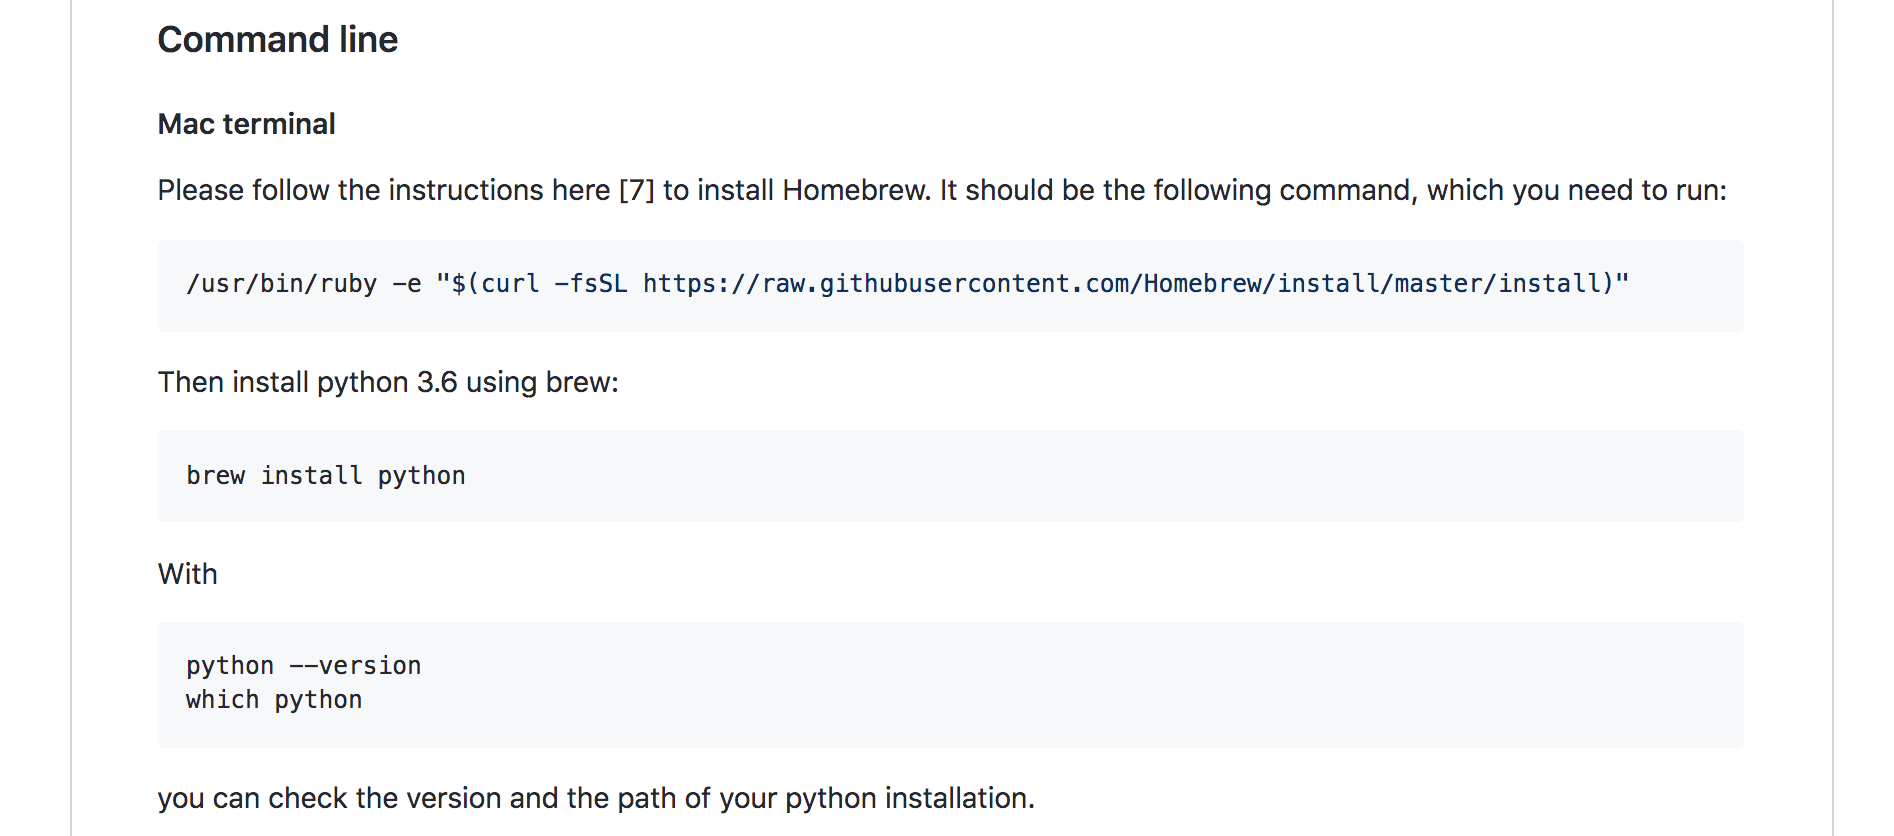 Command line
Mac terminal
Please follow the instructions here [7] to install Homebrew. It should be the following command, which you need to run:
/usr/bin/ruby -e "$(curl -fsSL https://raw.githubusercontent.com/Homebrew/install/master/install)"
Then install python 3.6 using brew:
brew install python
With
python --version
which python
you can check the version and the path of your python installation.